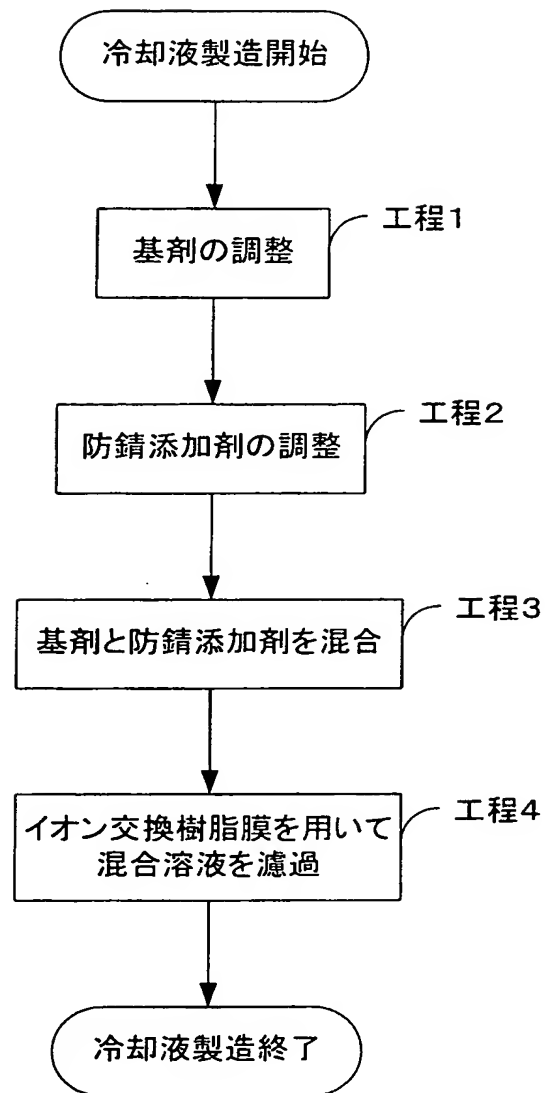 冷却液製造開始
工程1
基剤の調整
工程2
防錆添加剤の調整
工程3
基剤と防錆添加剤を混合
工程4
イオン交換樹脂膜を用いて
混合溶液を濾過
冷却液製造終了